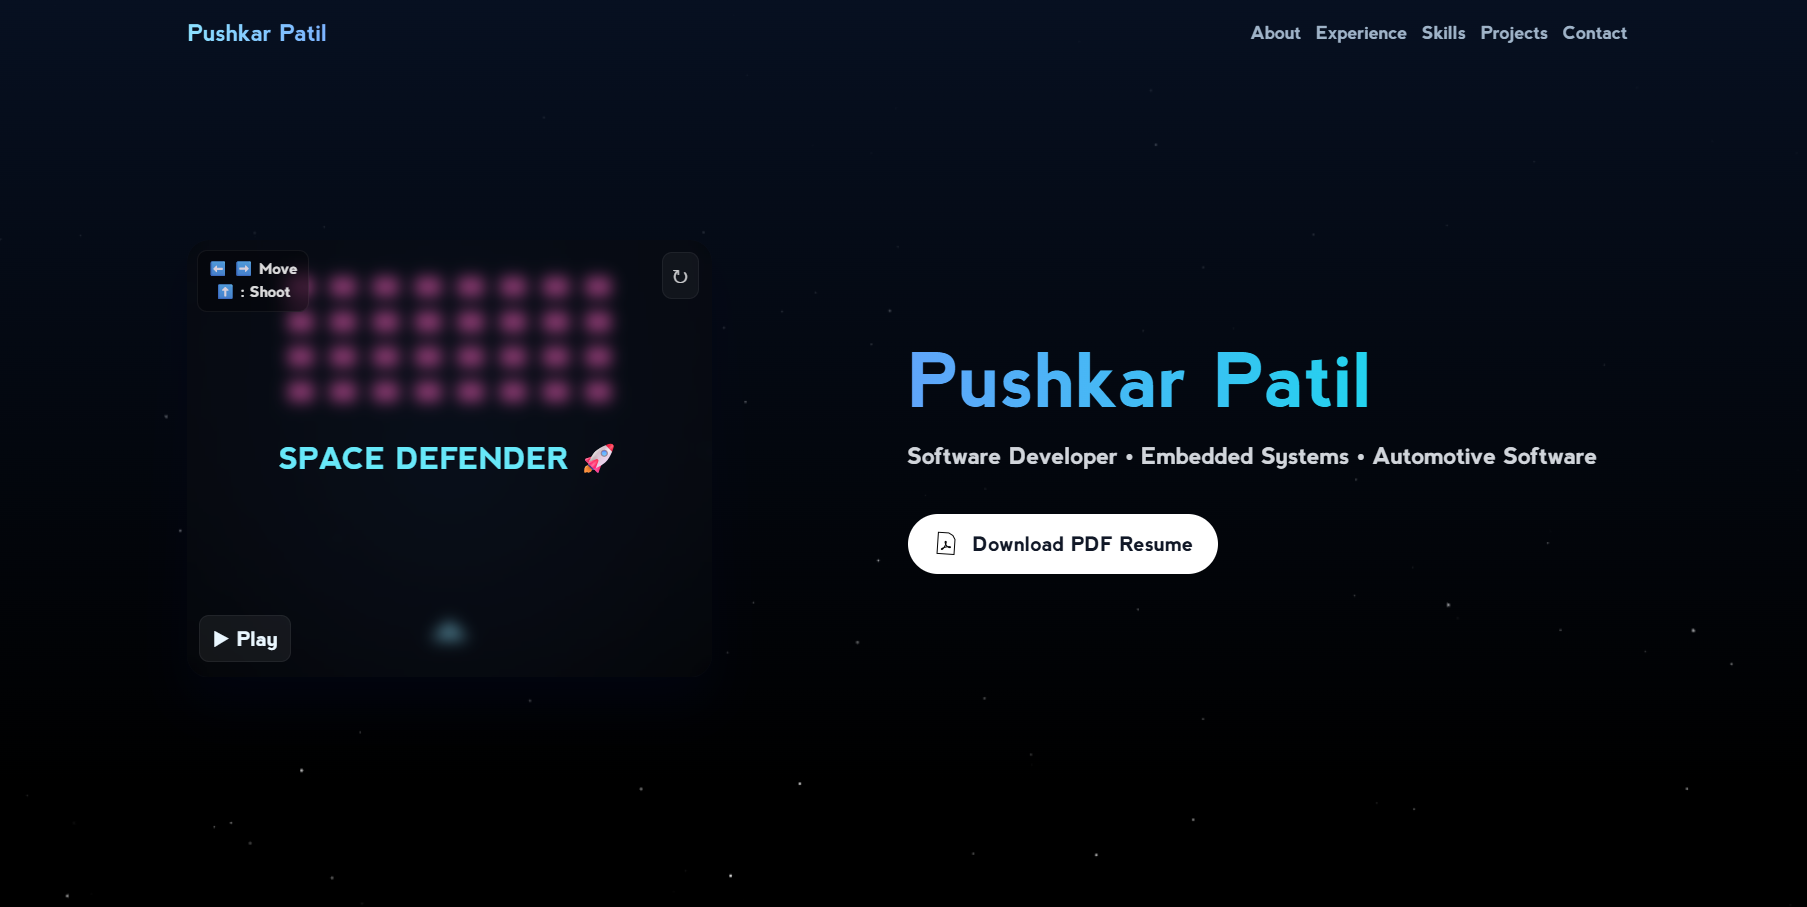 Pushkar Patil
About Experience Skills Projects Contact
⬅️ ➡️ Move
⬆️ : Shoot
↻
SPACE DEFENDER 🚀
▶ Play
Pushkar Patil
Software Developer • Embedded Systems • Automotive Software
Download PDF Resume